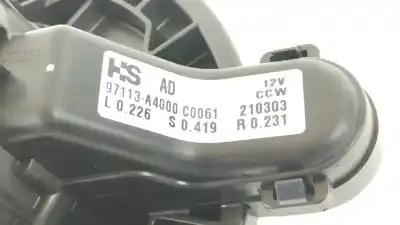 HS AD 12V
97113-A4000 C0061 CCW
L 0.226 S 0.419 210303
R 0.231